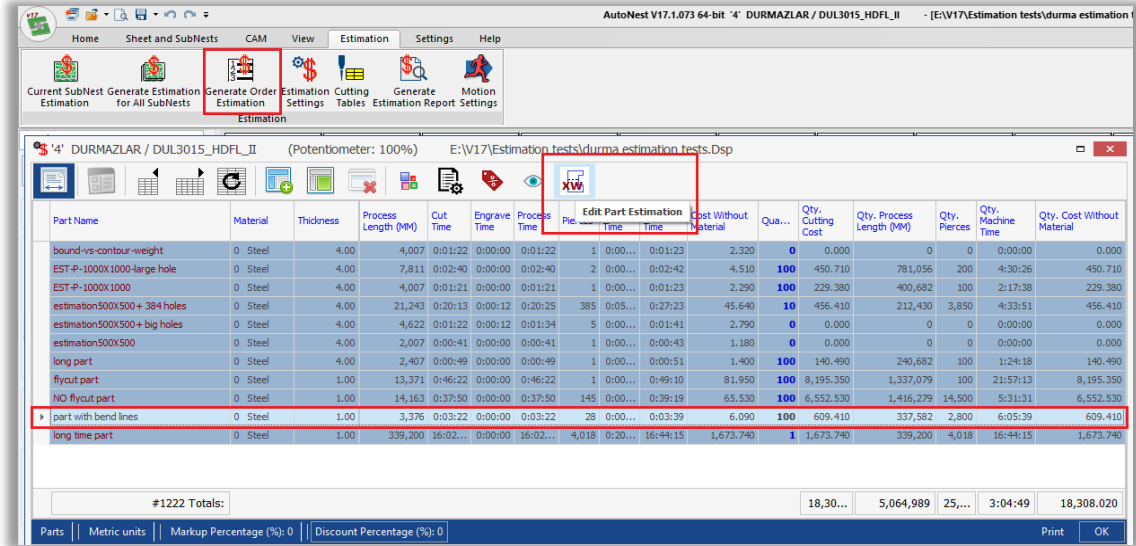 V17
AutoNest V17.1.073 64-bit '4' DURMAZLAR / DUL3015_HDFL_II - [E:\V17\Estimation tests\durma estimation t
Home Sheet and SubNests CAM View Estimation Settings Help
Current SubNest Generate Estimation Generate Order Estimation Cutting Generate Motion
Estimation for All SubNests Estimation Settings Tables Estimation Report Settings
Estimation
'4' DURMAZLAR / DUL3015_HDFL_II (Potentiometer: 100%) E:\V17\Estimation tests\durma estimation tests.Dsp
XW
Edit Part Estimation
Part Name Material Thickness Process Length (MM) Cut Time Engrave Time Process Time Pierces Time Time Cost Without Material Qua... Qty. Cutting Cost Qty. Process Length (MM) Qty. Pierces Qty. Machine Time Qty. Cost Without Material
bound-vs-contour-weight 0 Steel 4.00 4,007 0:01:22 0:00:00 0:01:22 1 0:00... 0:01:23 2.320 0 0.000 0 0 0:00:00 0.000
EST-P-1000X1000-large hole 0 Steel 4.00 7,811 0:02:40 0:00:00 0:02:40 2 0:00... 0:02:42 4.510 100 450.710 781,056 200 4:30:26 450.710
EST-P-1000X1000 0 Steel 4.00 4,007 0:01:21 0:00:00 0:01:21 1 0:00... 0:01:23 2.290 100 229.380 400,682 100 2:17:38 229.380
estimation500X500+ 384 holes 0 Steel 4.00 21,243 0:20:13 0:00:12 0:20:25 385 0:05... 0:27:23 45.640 10 456.410 212,430 3,850 4:33:51 456.410
estimation500X500+ big holes 0 Steel 4.00 4,622 0:01:22 0:00:12 0:01:34 5 0:00... 0:01:41 2.790 0 0.000 0 0 0:00:00 0.000
estimation500X500 0 Steel 4.00 2,007 0:00:41 0:00:00 0:00:41 1 0:00... 0:00:43 1.180 0 0.000 0 0 0:00:00 0.000
long part 0 Steel 4.00 2,407 0:00:49 0:00:00 0:00:49 1 0:00... 0:00:51 1.400 100 140.490 240,682 100 1:24:18 140.490
flycut part 0 Steel 1.00 13,371 0:46:22 0:00:00 0:46:22 1 0:00... 0:49:10 81.950 100 8,195.350 1,337,079 100 21:57:13 8,195.350
NO flycut part 0 Steel 1.00 14,163 0:37:50 0:00:00 0:37:50 145 0:00... 0:39:19 65.530 100 6,552.530 1,416,279 14,500 5:31:31 6,552.530
part with bend lines 0 Steel 1.00 3,376 0:03:22 0:00:00 0:03:22 28 0:00... 0:03:39 6.090 100 609.410 337,582 2,800 6:05:39 609.410
long time part 0 Steel 1.00 339,200 16:02... 0:00:00 16:02... 4,018 0:20... 16:44:15 1,673.740 1 1,673.740 339,200 4,018 16:44:15 1,673.740
#1222 Totals: 18,30... 5,064,989 25,... 3:04:49 18,308.020
Parts Metric units Markup Percentage (%): 0 Discount Percentage (%): 0 Print OK